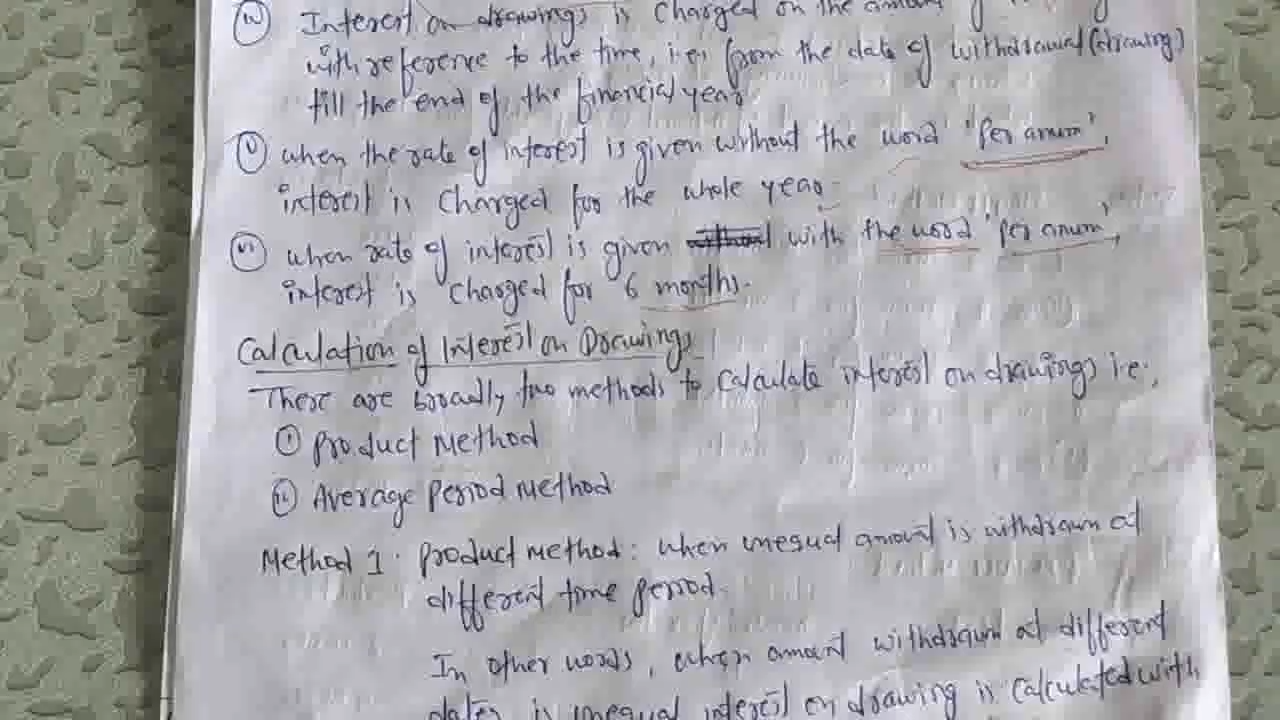 (iv) Interest on drawings is charged on the amount of
with reference to the time, i.e. from the date of withdrawal (drawing)
till the end of the financial year.
(v) when the rate of interest is given without the word 'Per anum',
interest is charged for the whole year.
(vi) when rate of interest is given without with the word 'per anum',
interest is charged for 6 months.
Calculation of Interest on Drawings
There are broadly two methods to calculate interest on drawings i.e.,
(i) Product Method
(ii) Average Period Method
Method 1. Product method: when unequal amount is withdrawn at
different time period.
In other words, when amount withdrawn at different
dates is unequal interest on drawing is calculated with